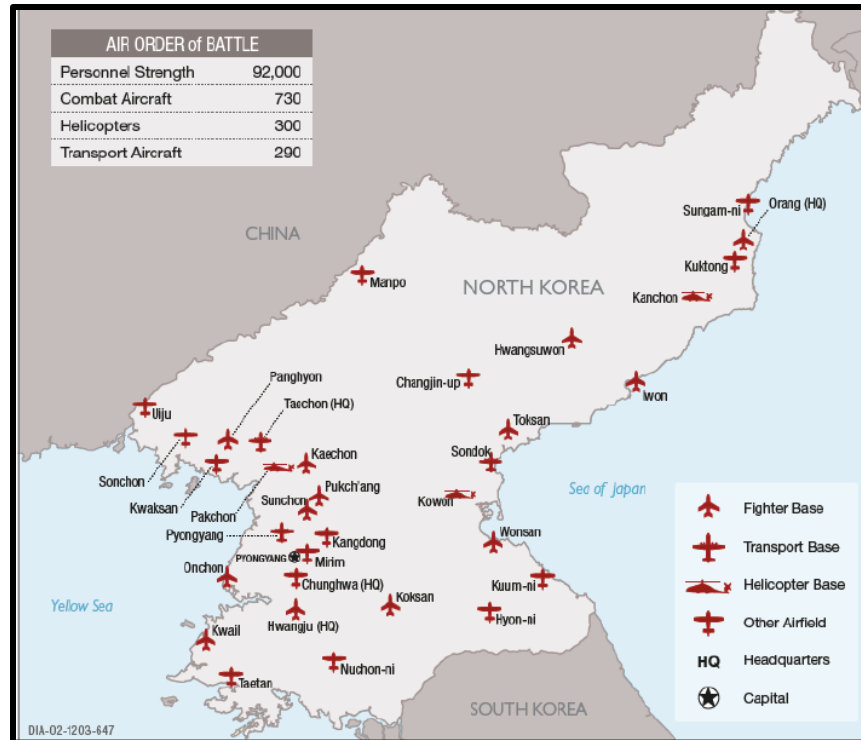 AIR ORDER of BATTLE
Personnel Strength 92,000
Combat Aircraft 730
Helicopters 300
Transport Aircraft 290
CHINA
NORTH KOREA
Sungam-ni
Orang (HQ)
Kuktong
Kanchon
Manpo
Hwangsuwon
Changjin-up
Iwon
Panghyon
Uiju
Taechon (HQ)
Toksan
Sonchon
Kaechon
Sondok
Kwaksan
Pukch'ang
Pakchon
Sunchon
Kowon
Sea of Japan
Pyongyang
Kangdong
Wonsan
PYONGYANG
Mirim
Onchon
Chunghwa (HQ)
Kuum-ni
Yellow Sea
Koksan
Hyon-ni
Kwail
Hwangju (HQ)
Nuchon-ni
Taetan
SOUTH KOREA
Fighter Base
Transport Base
Helicopter Base
Other Airfield
HQ Headquarters
Capital
DIA-02-1203-647